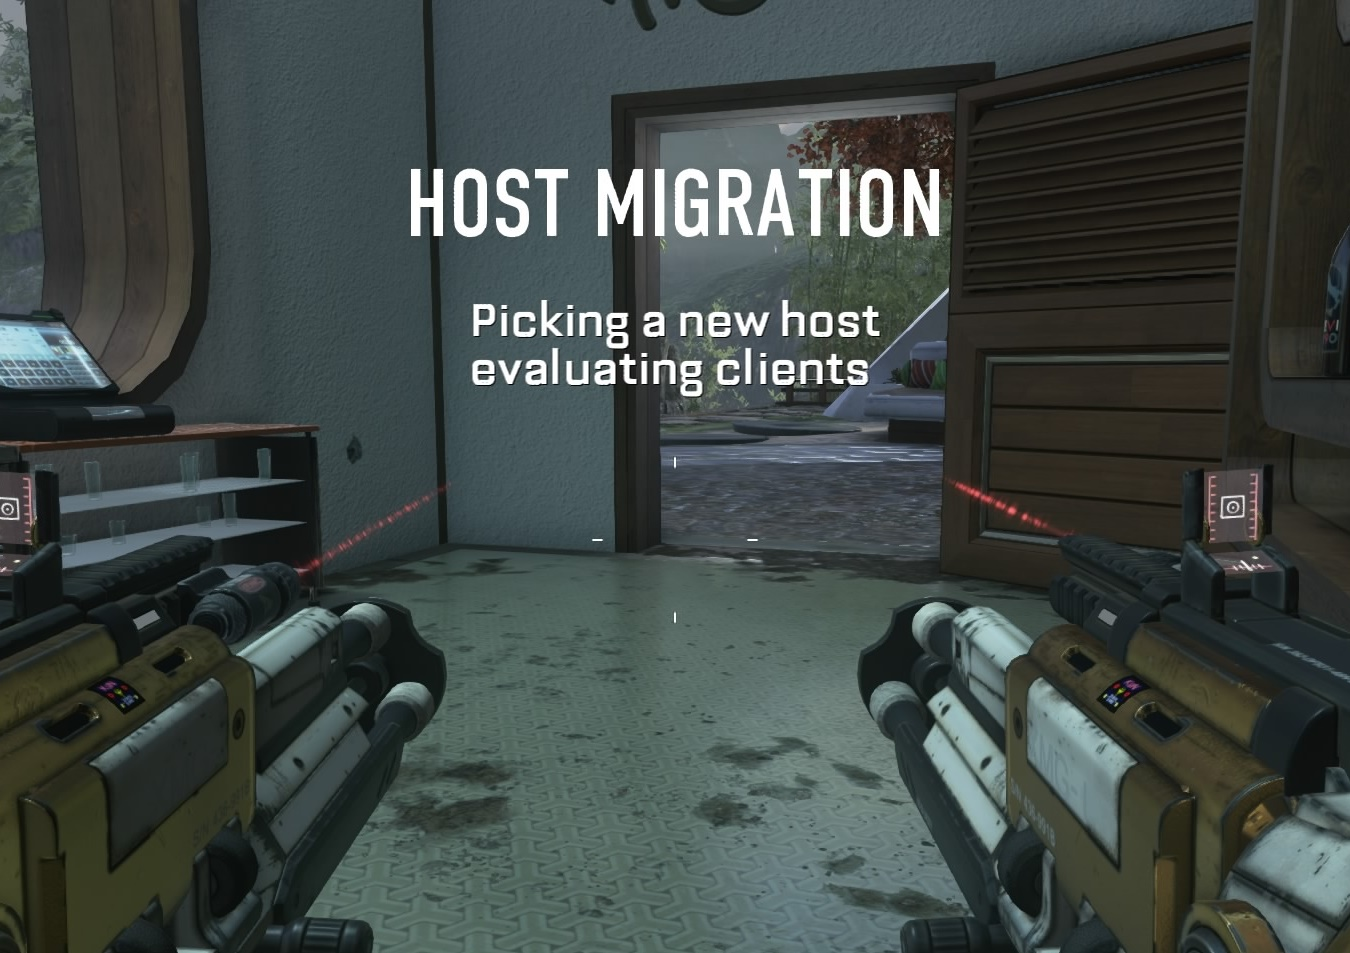 HOST MIGRATION
Picking a new host
evaluating clients